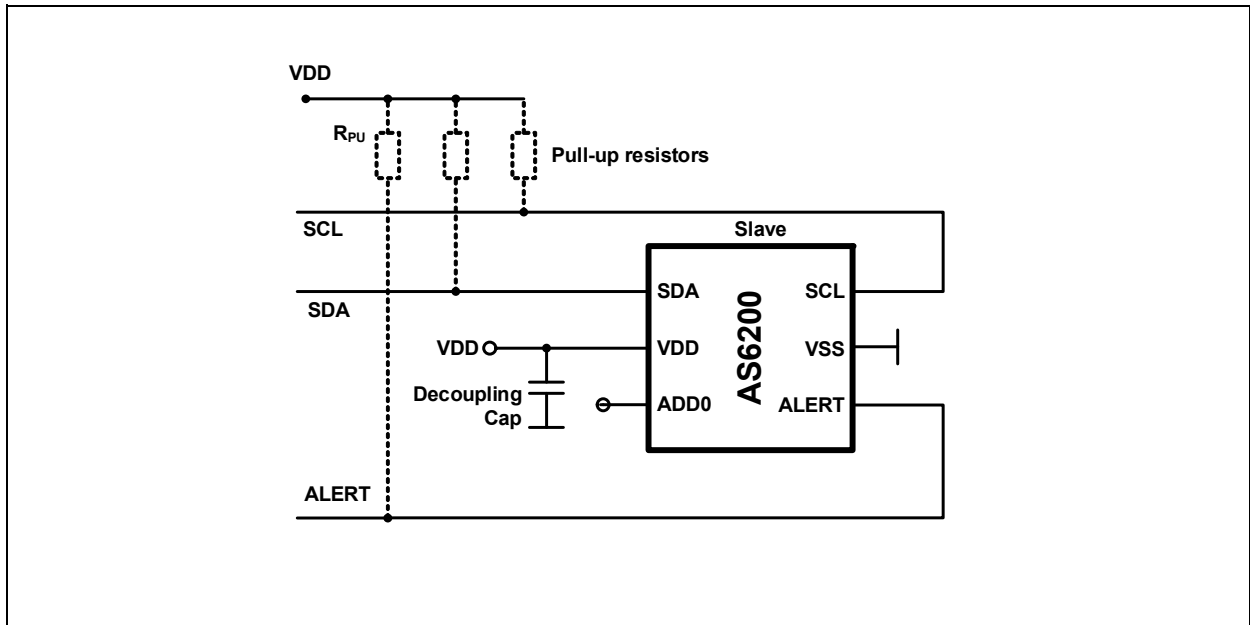 VDD
RPU
Pull-up resistors
SCL
Slave
SDA
SDA
SCL
VDD
VDD
VSS
AS6200
Decoupling
Cap
ADD0
ALERT
ALERT